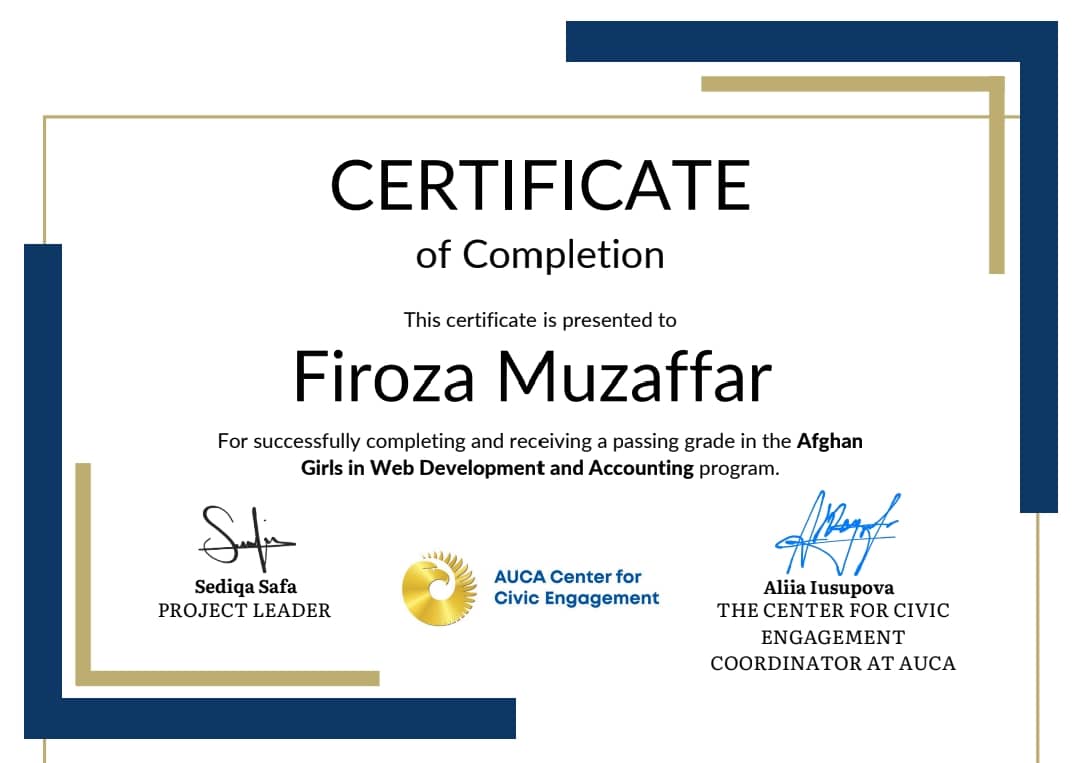 CERTIFICATE
of Completion
This certificate is presented to
Firoza Muzaffar
For successfully completing and receiving a passing grade in the Afghan
Girls in Web Development and Accounting program.
Sediqa Safa
PROJECT LEADER
AUCA Center for
Civic Engagement
Aliia Iusupova
THE CENTER FOR CIVIC
ENGAGEMENT
COORDINATOR AT AUCA